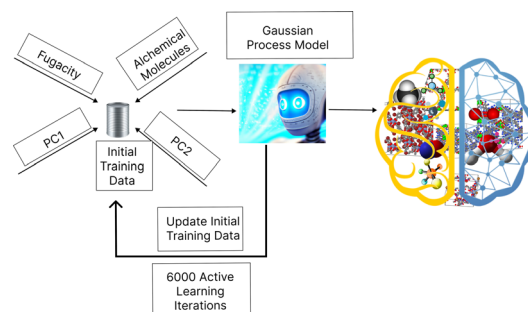 Fugacity
Alchemical
Molecules
Gaussian
Process Model
PC1
PC2
Initial
Training
Data
Update Initial
Training Data
6000 Active
Learning
Iterations